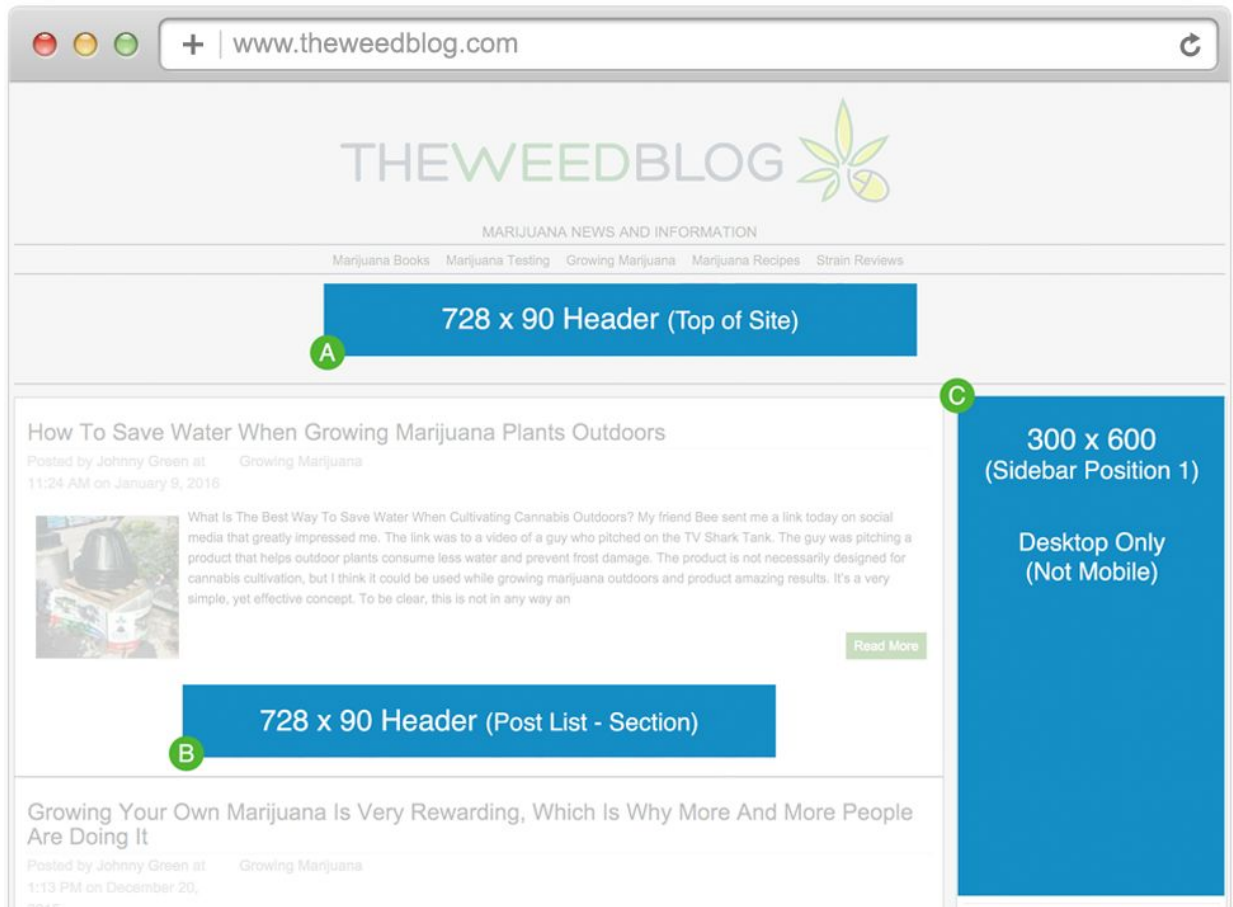 + | www.theweedblog.com
THEWEEDBLOG
MARIJUANA NEWS AND INFORMATION
Marijuana Books Marijuana Testing Growing Marijuana Marijuana Recipes Strain Reviews
728 x 90 Header (Top of Site)
A
C
300 x 600
(Sidebar Position 1)
Desktop Only
(Not Mobile)
How To Save Water When Growing Marijuana Plants Outdoors
Posted by Johnny Green at Growing Marijuana
11:24 AM on January 9, 2016
What Is The Best Way To Save Water When Cultivating Cannabis Outdoors? My friend Bee sent me a link today on social
media that greatly impressed me. The link was to a video of a guy who pitched on the TV Shark Tank. The guy was pitching a
product that helps outdoor plants consume less water and prevent frost damage. The product is not necessarily designed for
cannabis cultivation, but I think it could be used while growing marijuana outdoors and product amazing results. It's a very
simple, yet effective concept. To be clear, this is not in any way an
Read More
728 x 90 Header (Post List - Section)
B
Growing Your Own Marijuana Is Very Rewarding, Which Is Why More And More People
Are Doing It
Posted by Johnny Green at Growing Marijuana
1:13 PM on December 20,